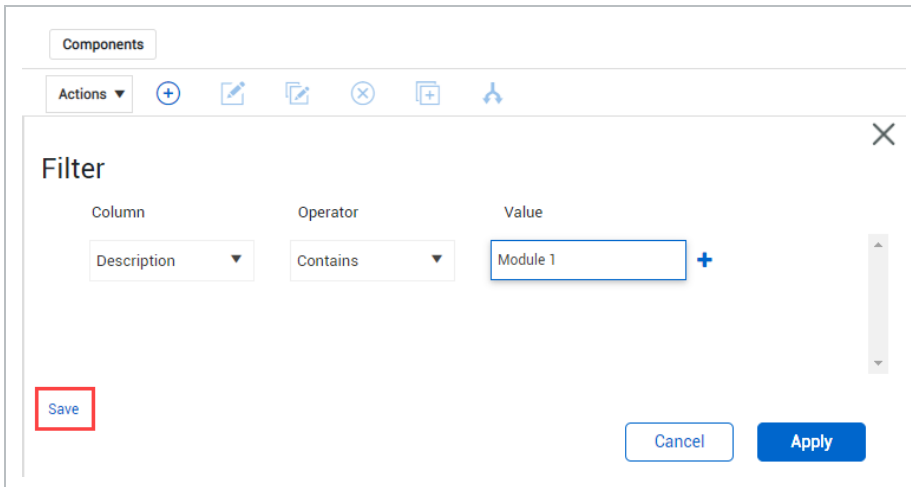 Components
Actions
Filter
Column Operator Value
Description Contains Module 1
Save
Cancel Apply